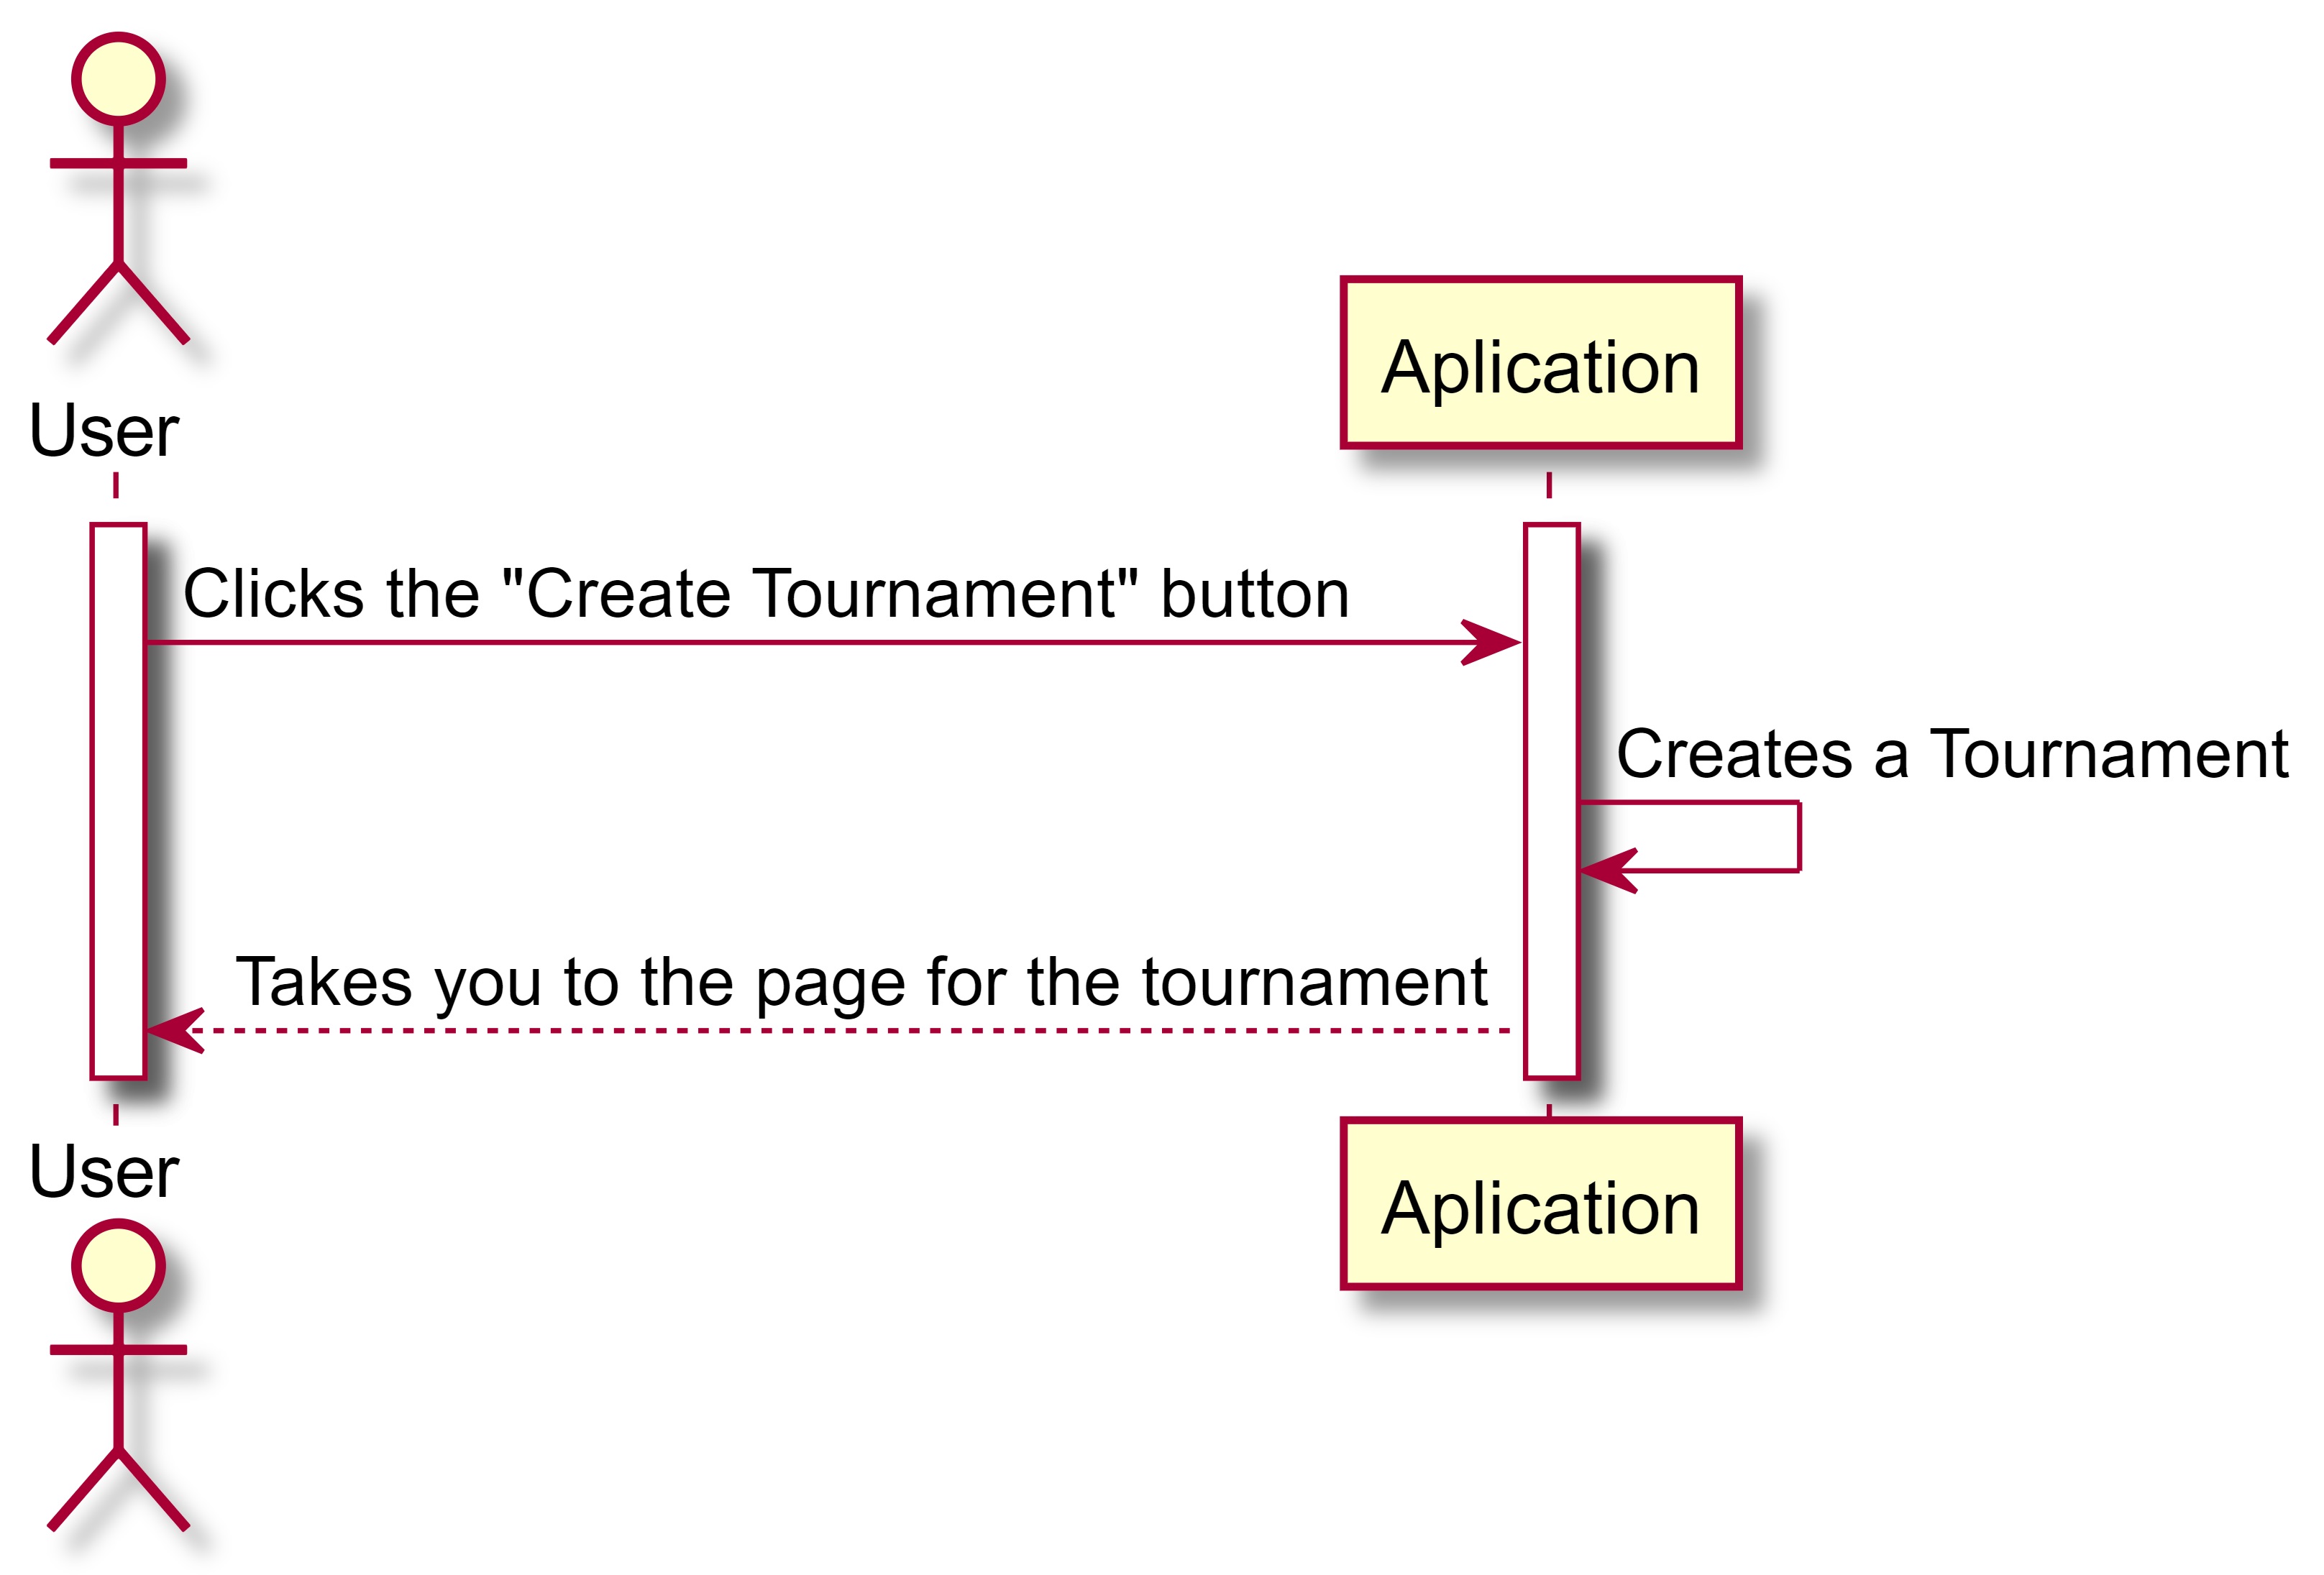 User
Aplication
Clicks the "Create Tournament" button
Creates a Tournament
Takes you to the page for the tournament
User
Aplication